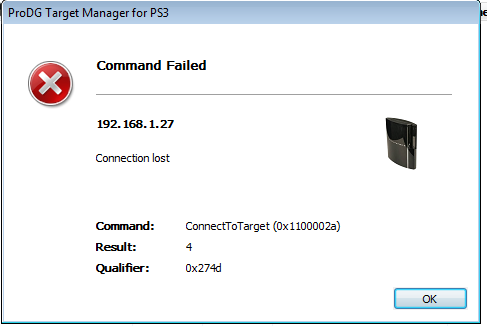 ProDG Target Manager for PS3
Command Failed
192.168.1.27
Connection lost
Command: ConnectToTarget (0x1100002a)
Result: 4
Qualifier: 0x274d
OK